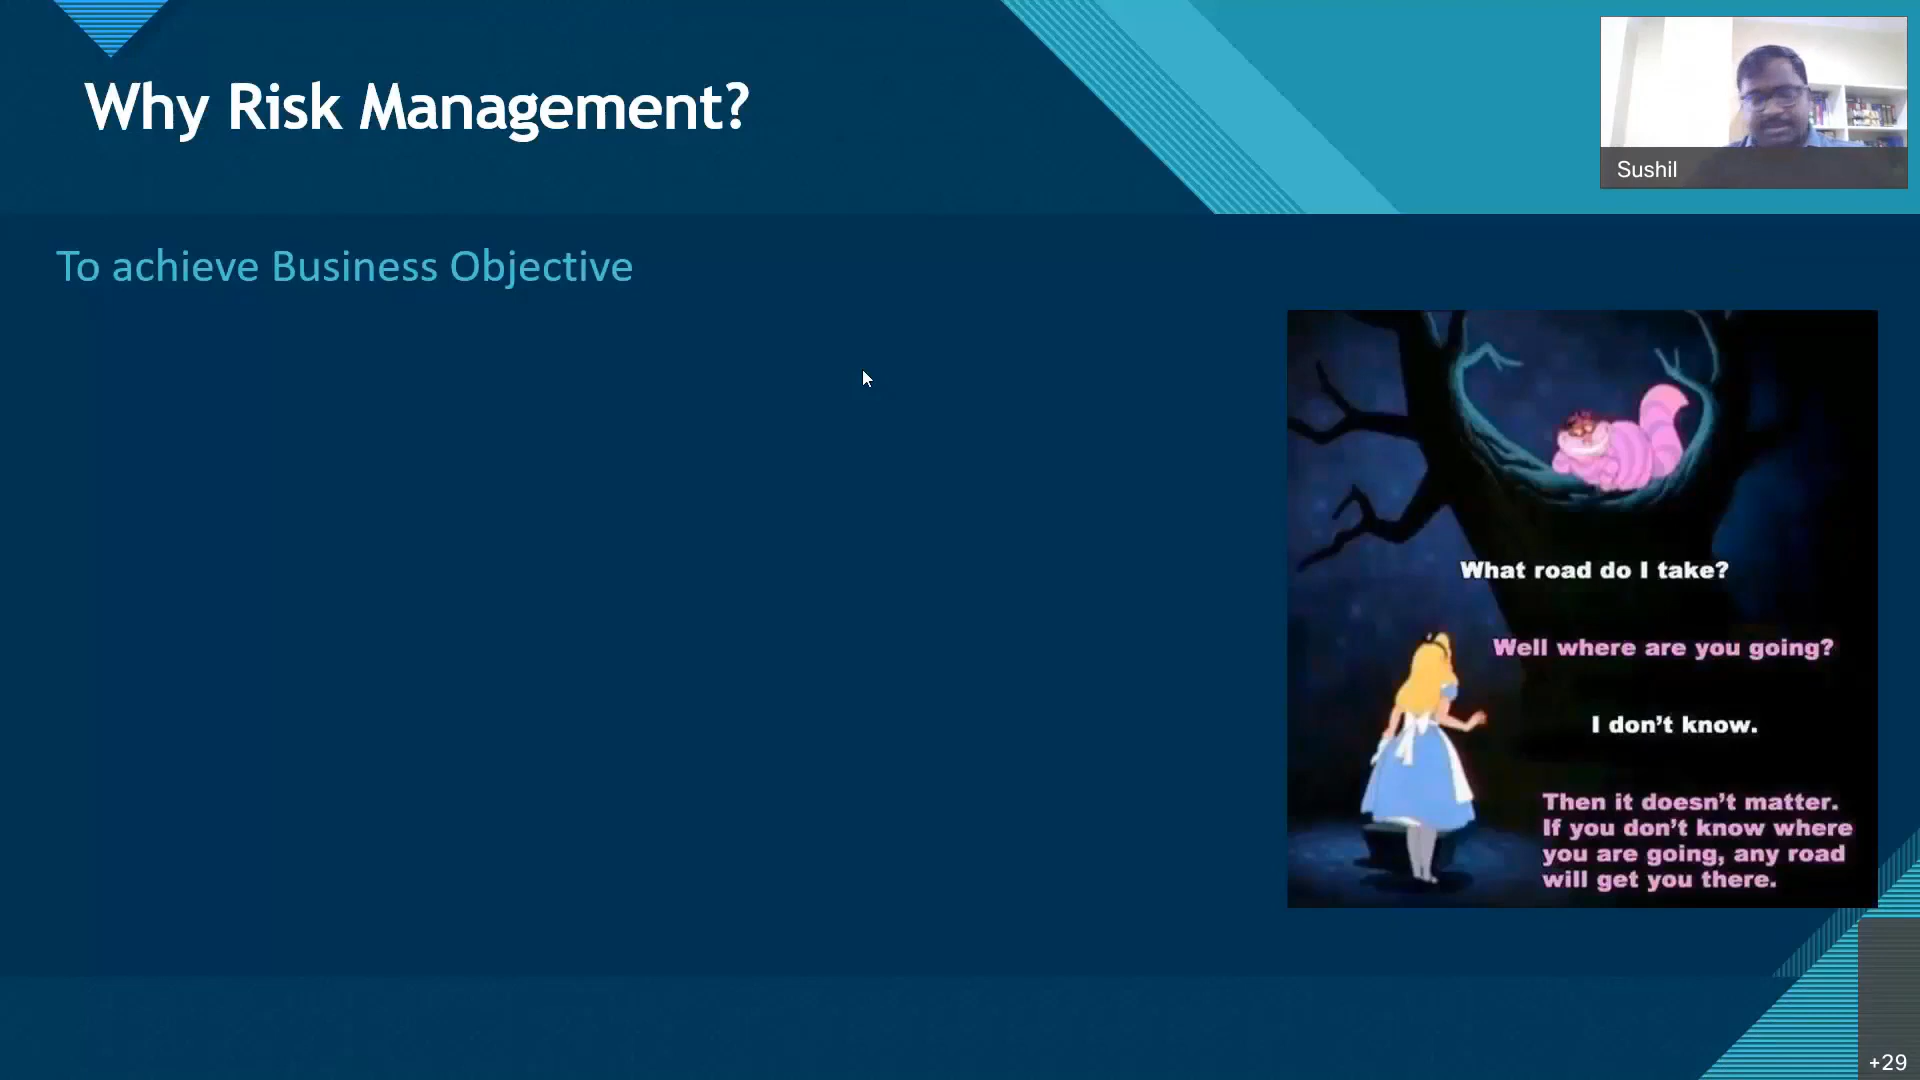 Why Risk Management?
Sushil
To achieve Business Objective
What road do I take?
Well where are you going?
I don't know.
Then it doesn't matter.
If you don't know where
you are going, any road
will get you there.
+29